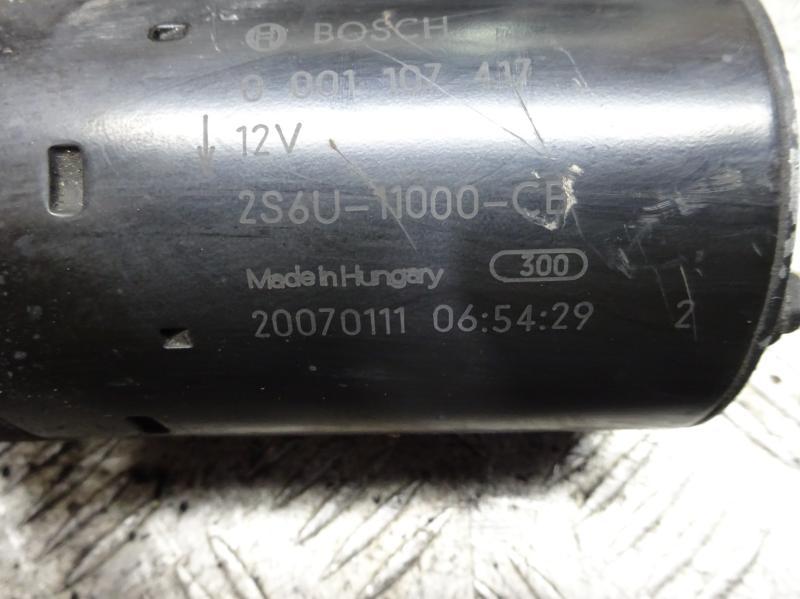 BOSCH
0 001 107 417
12V
2S6U-11000-CB
Made in Hungary 300
20070111 06:54:29 2